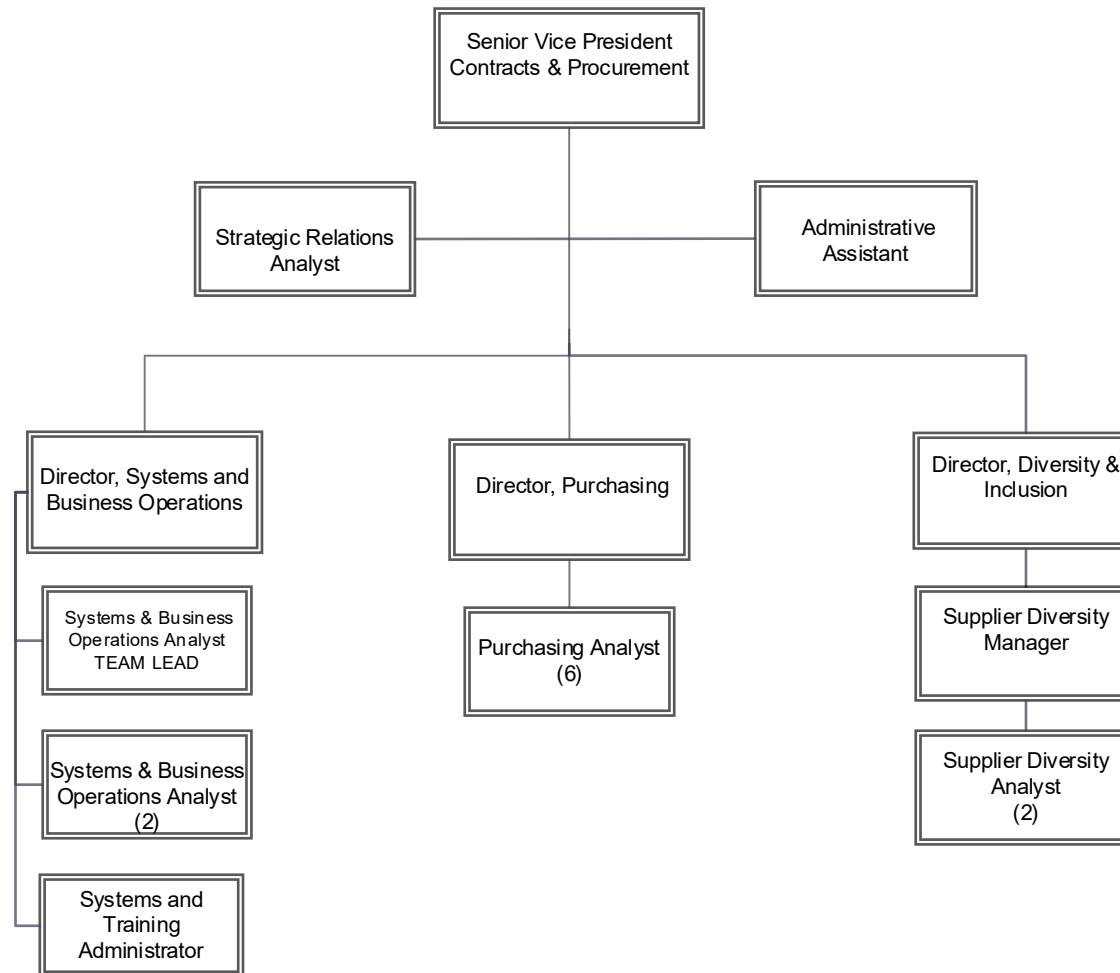 Senior Vice President
Contracts & Procurement
Strategic Relations
Analyst
Administrative
Assistant
Director, Systems and
Business Operations
Director, Purchasing
Director, Diversity &
Inclusion
Systems & Business
Operations Analyst
TEAM LEAD
Purchasing Analyst
(6)
Supplier Diversity
Manager
Systems & Business
Operations Analyst
(2)
Supplier Diversity
Analyst
(2)
Systems and
Training
Administrator